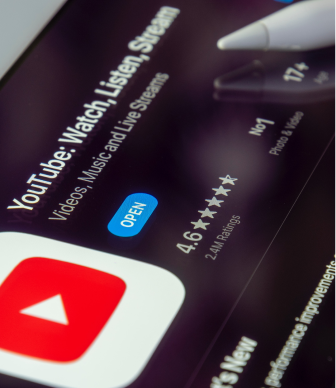 YouTube: Watch, Listen, Stream
Videos, Music and Live Streams
OPEN
4.6
2.4M Ratings
No1
Photo & Video
17+
Age
's New
performance improvements